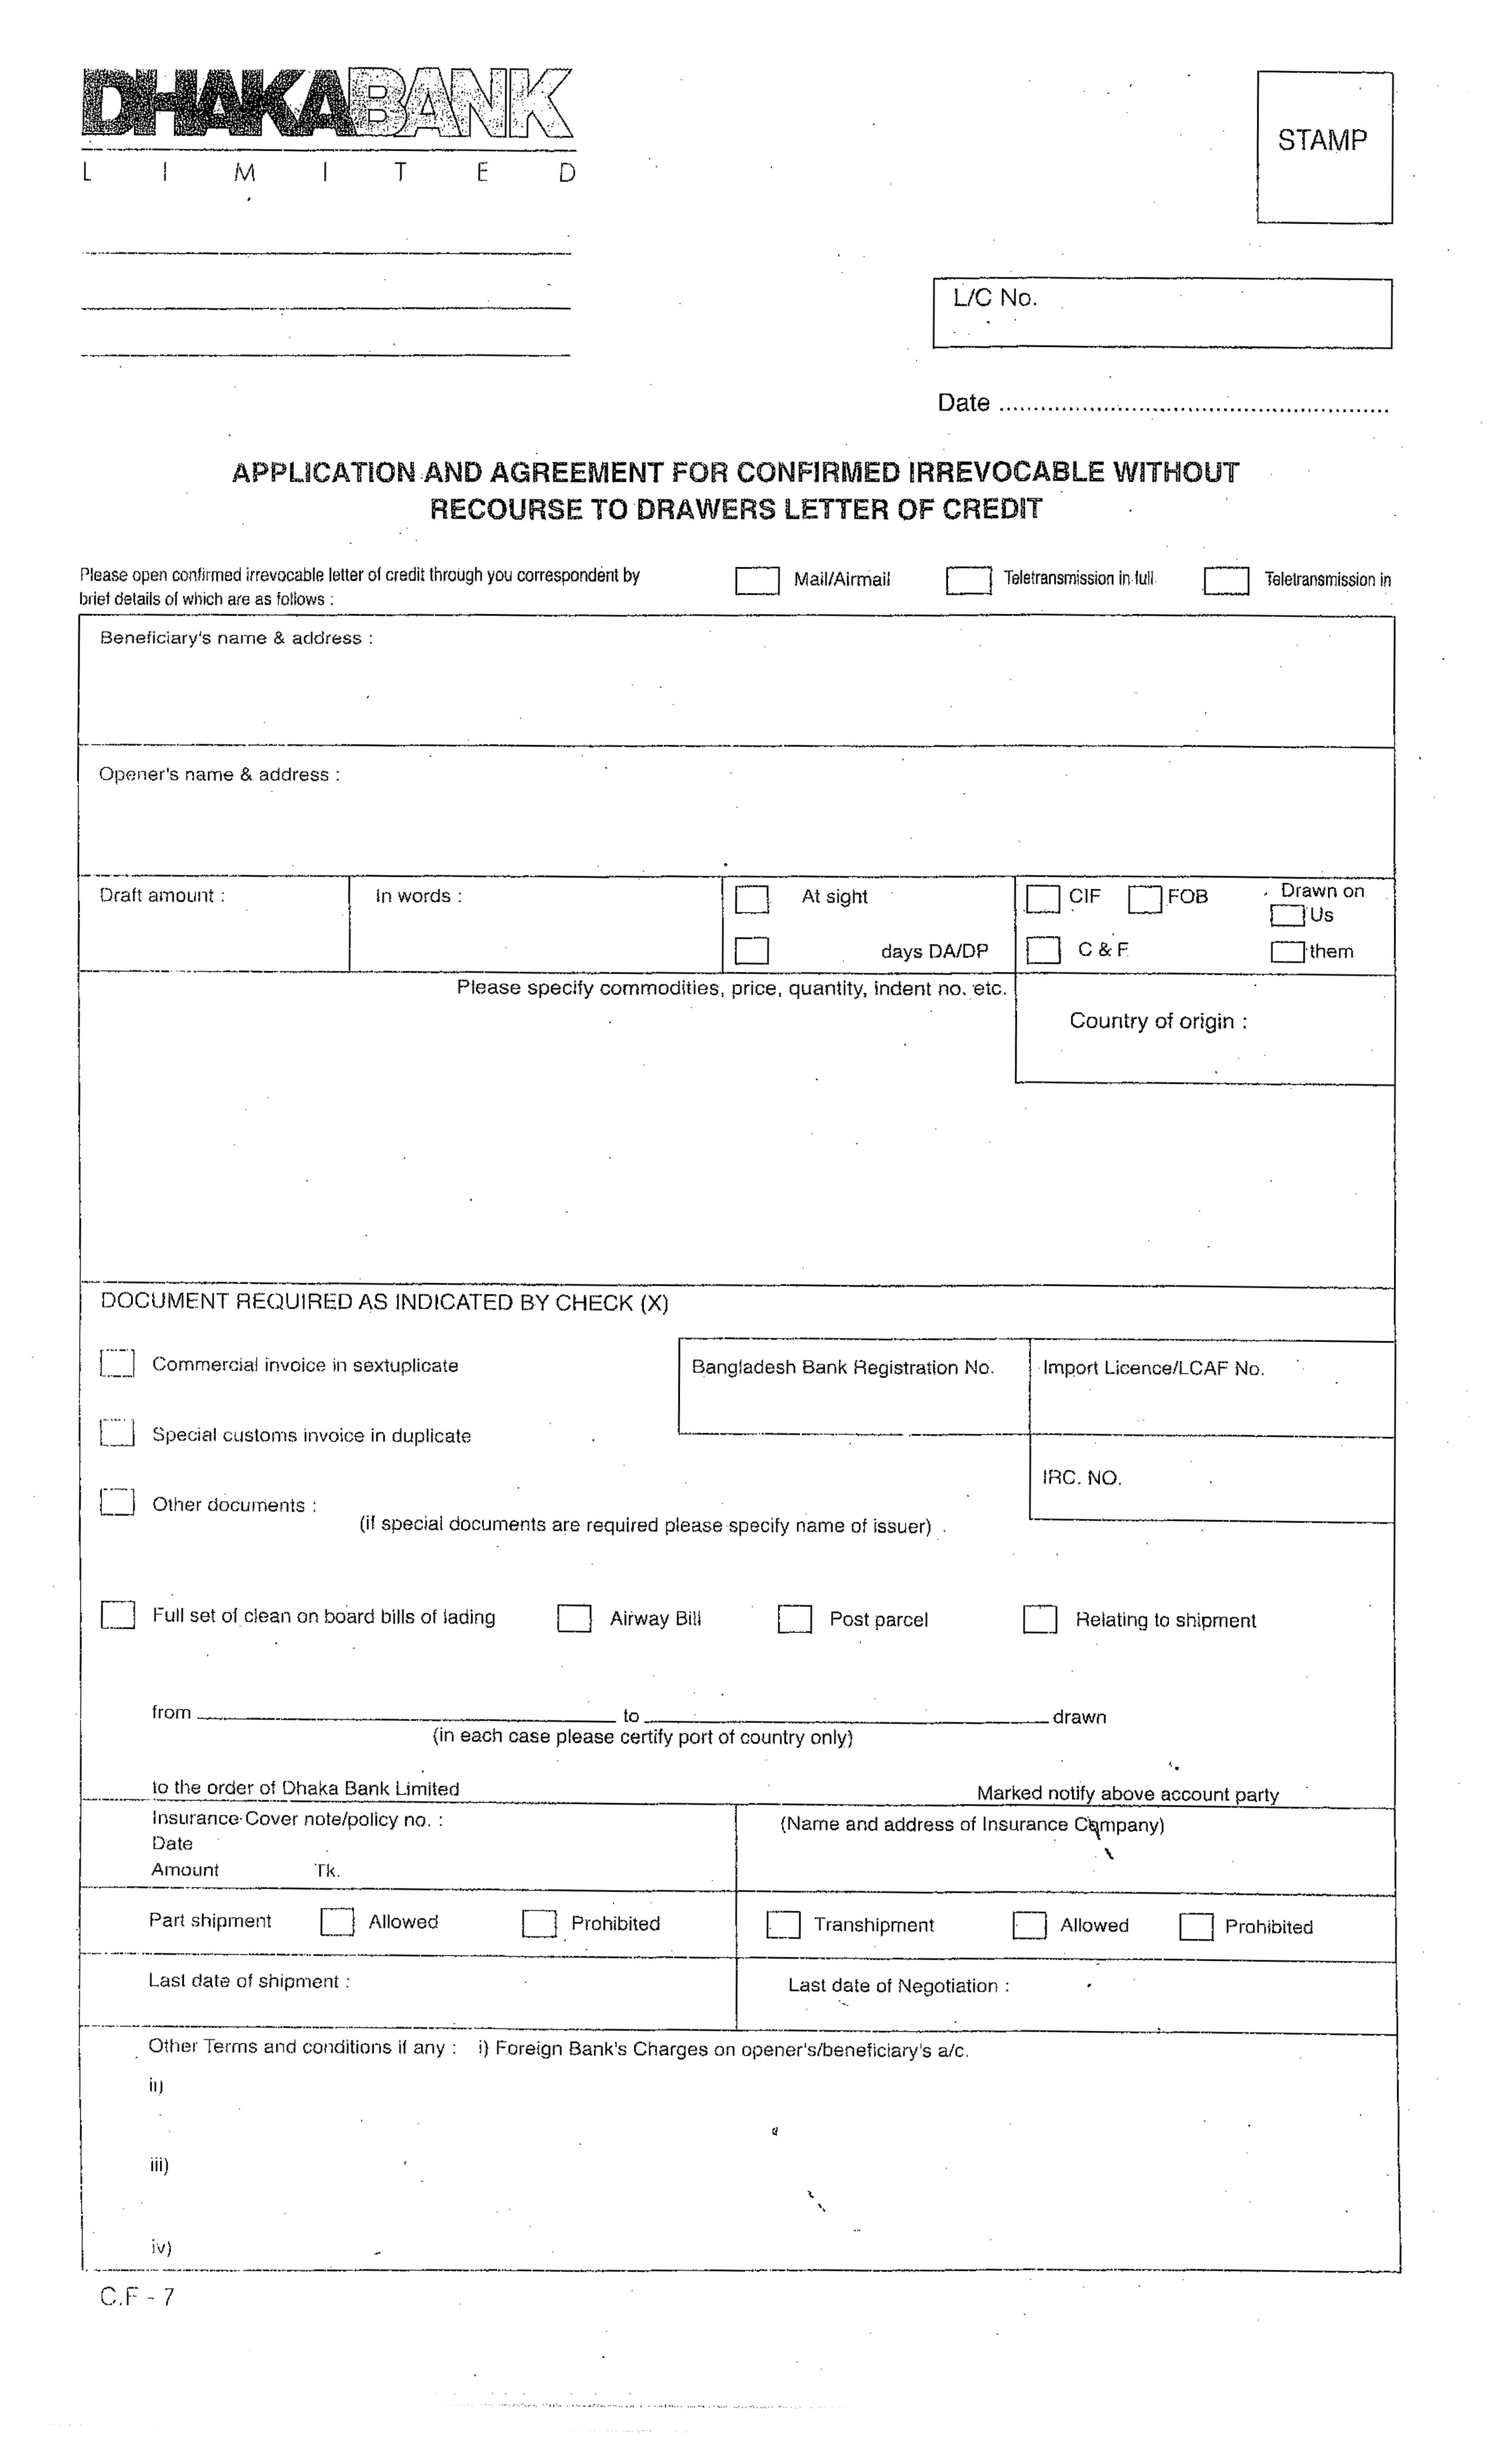 DHAKABANK
LIMITED
STAMP
L/C No.
Date ..........................................................
APPLICATION AND AGREEMENT FOR CONFIRMED IRREVOCABLE WITHOUT
RECOURSE TO DRAWERS LETTER OF CREDIT
Please open confirmed irrevocable letter of credit through you correspondent by Mail/Airmail Teletransmission in full Teletransmission in
brief details of which are as follows :
Beneficiary's name & address :
Opener's name & address :
Draft amount : In words : At sight CIF FOB Drawn on
Us
days DA/DP C & F them
Please specify commodities, price, quantity, indent no. etc.
Country of origin :
DOCUMENT REQUIRED AS INDICATED BY CHECK (X)
Commercial invoice in sextuplicate Bangladesh Bank Registration No. Import Licence/LCAF No.
Special customs invoice in duplicate
IRC. NO.
Other documents :
(if special documents are required please specify name of issuer)
Full set of clean on board bills of lading Airway Bill Post parcel Relating to shipment
from ____________ to ____________ drawn
(in each case please certify port of country only)
to the order of Dhaka Bank Limited Marked notify above account party
Insurance Cover note/policy no. : (Name and address of Insurance Company)
Date
Amount Tk.
Part shipment Allowed Prohibited Transhipment Allowed Prohibited
Last date of shipment : Last date of Negotiation :
Other Terms and conditions if any : i) Foreign Bank's Charges on opener's/beneficiary's a/c.
ii)
iii)
iv)
C.F - 7